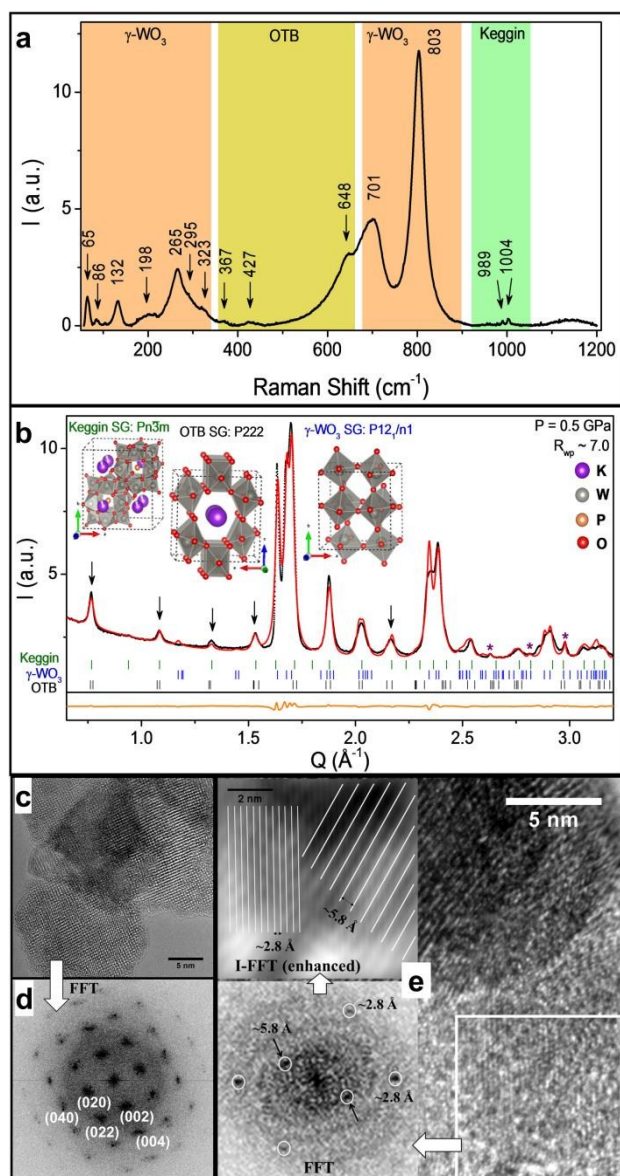 a
γ-WO₃
OTB
γ-WO₃
Keggin
65
86
132
198
265
295
323
367
427
648
701
803
989
1004
I (a.u.)
10
5
0
200
400
600
800
1000
1200
Raman Shift (cm⁻¹)
b
Keggin SG: Pn3̅m
OTB SG: P222
γ-WO₃ SG: P12₁/n1
P = 0.5 GPa
Rwp ~ 7.0
K
W
P
O
I (a.u.)
10
5
*
*
*
Keggin
γ-WO₃
OTB
1.0
1.5
2.0
2.5
3.0
Q (Å⁻¹)
c
5 nm
FFT
d
(020)
(040)
(002)
(022)
(004)
2 nm
~5.8 Å
~2.8 Å
I-FFT (enhanced)
~2.8 Å
~5.8 Å
~2.8 Å
FFT
5 nm
e